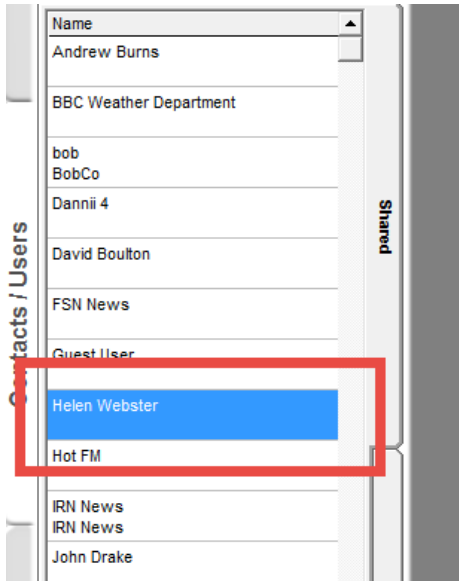 Name
Andrew Burns
BBC Weather Department
bob
BobCo
Dannii 4
David Boulton
FSN News
Guest User
Helen Webster
Hot FM
IRN News
IRN News
John Drake
Contacts / Users
Shared